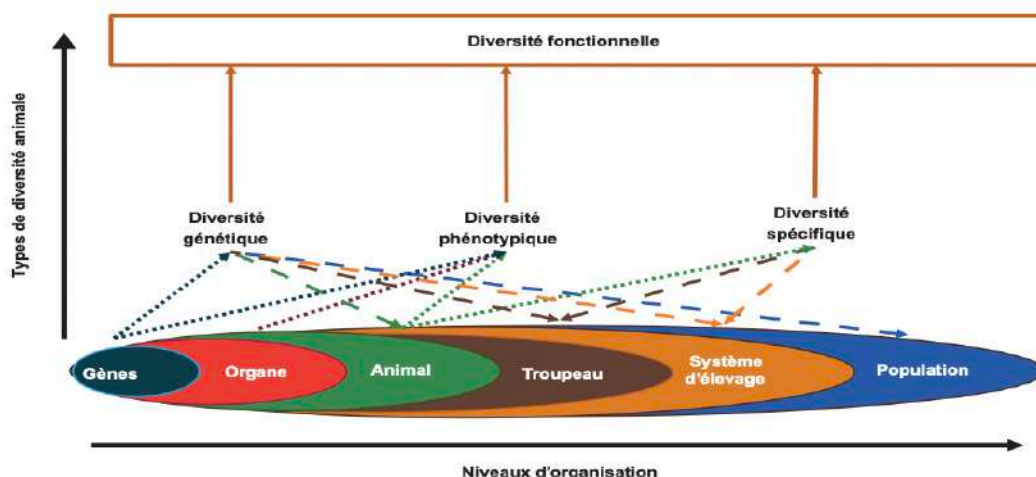 Diversité fonctionnelle
Types de diversité animale
Diversité
génétique
Diversité
phénotypique
Diversité
spécifique
Gènes
Organe
Animal
Troupeau
Système
d'élevage
Population
Niveaux d'organisation